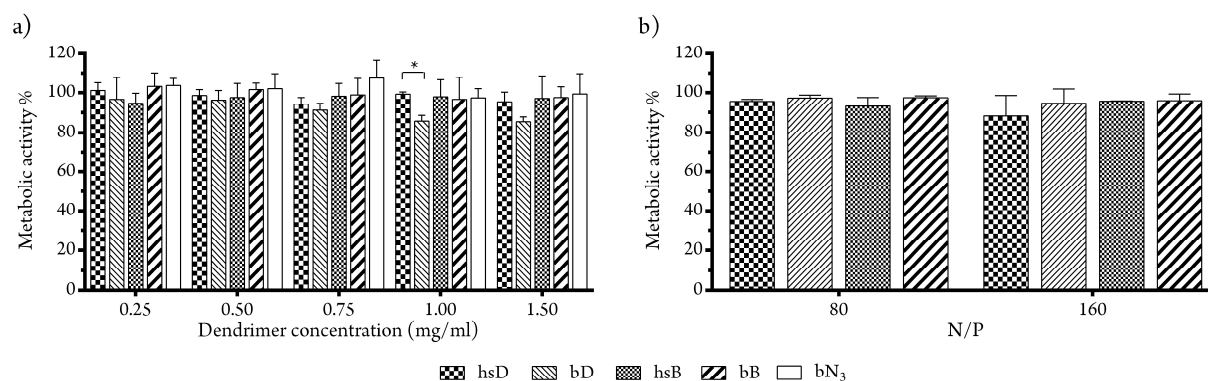 a)
Metabolic activity %
120
100
80
60
40
20
0
*
0.25 0.50 0.75 1.00 1.50
Dendrimer concentration (mg/ml)
b)
Metabolic activity %
120
100
80
60
40
20
0
80 160
N/P
hsD bD hsB bB bN₃